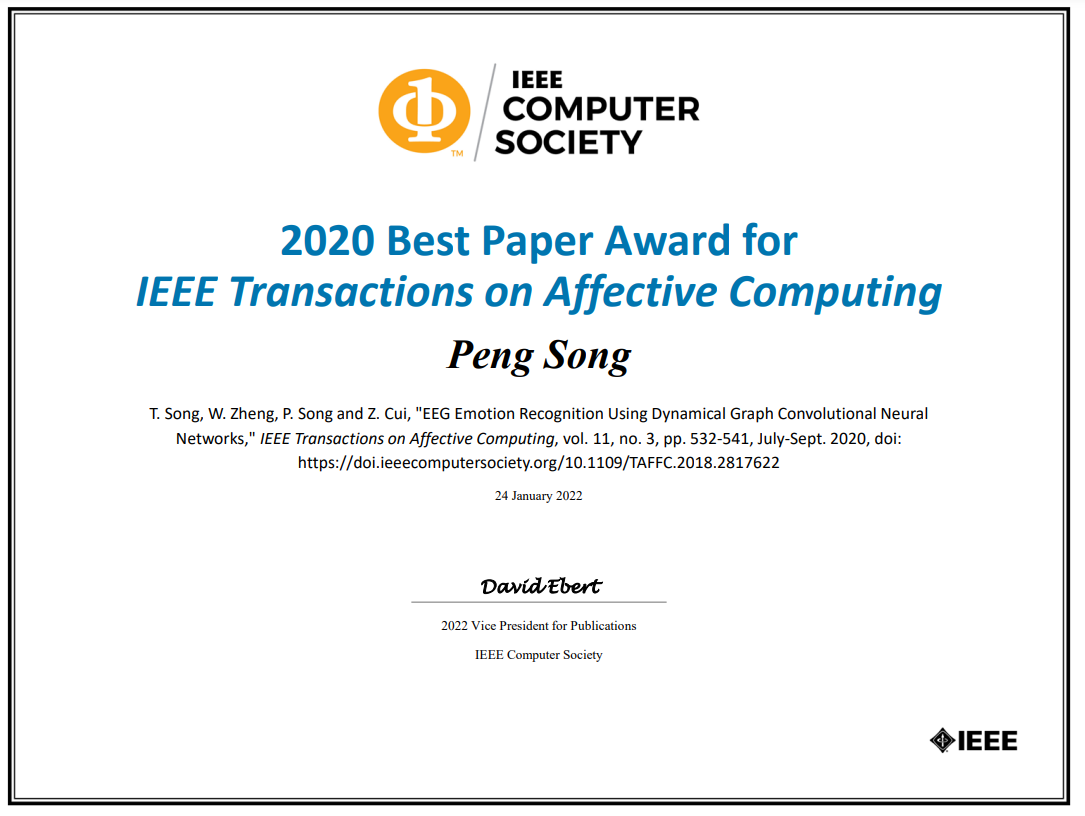 IEEE
COMPUTER
SOCIETY
TM
2020 Best Paper Award for
IEEE Transactions on Affective Computing
Peng Song
T. Song, W. Zheng, P. Song and Z. Cui, "EEG Emotion Recognition Using Dynamical Graph Convolutional Neural
Networks," IEEE Transactions on Affective Computing, vol. 11, no. 3, pp. 532-541, July-Sept. 2020, doi:
https://doi.ieeecomputersociety.org/10.1109/TAFFC.2018.2817622
24 January 2022
David Ebert
2022 Vice President for Publications
IEEE Computer Society
IEEE